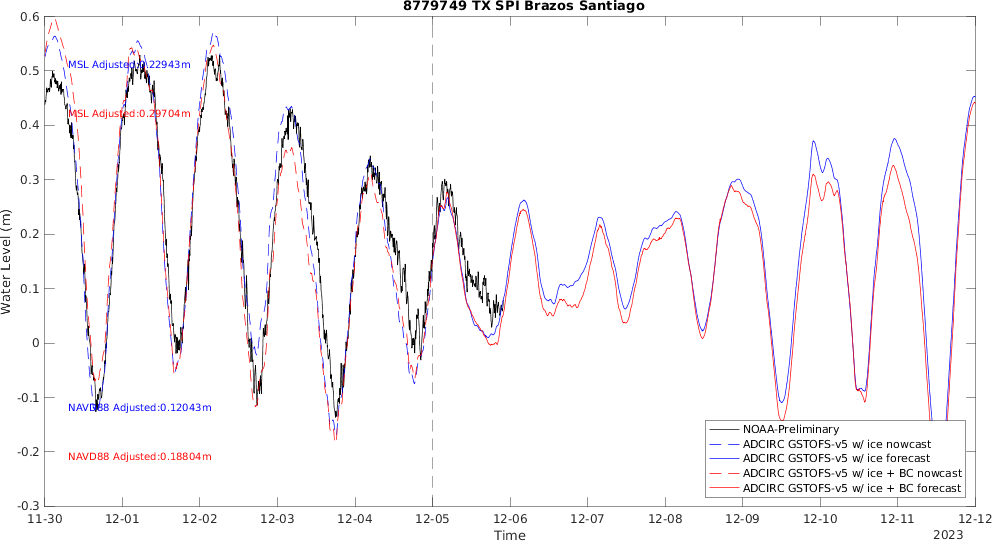 8779749 TX SPI Brazos Santiago
Water Level (m)
0.6
0.5
0.4
0.3
0.2
0.1
0
-0.1
-0.2
-0.3
MSL Adjusted:0.22943m
MSL Adjusted:0.29704m
NAVD88 Adjusted:0.12043m
NAVD88 Adjusted:0.18804m
NOAA-Preliminary
ADCIRC GSTOFS-v5 w/ ice nowcast
ADCIRC GSTOFS-v5 w/ ice forecast
ADCIRC GSTOFS-v5 w/ ice + BC nowcast
ADCIRC GSTOFS-v5 w/ ice + BC forecast
11-30 12-01 12-02 12-03 12-04 12-05 12-06 12-07 12-08 12-09 12-10 12-11 12-12
Time
2023